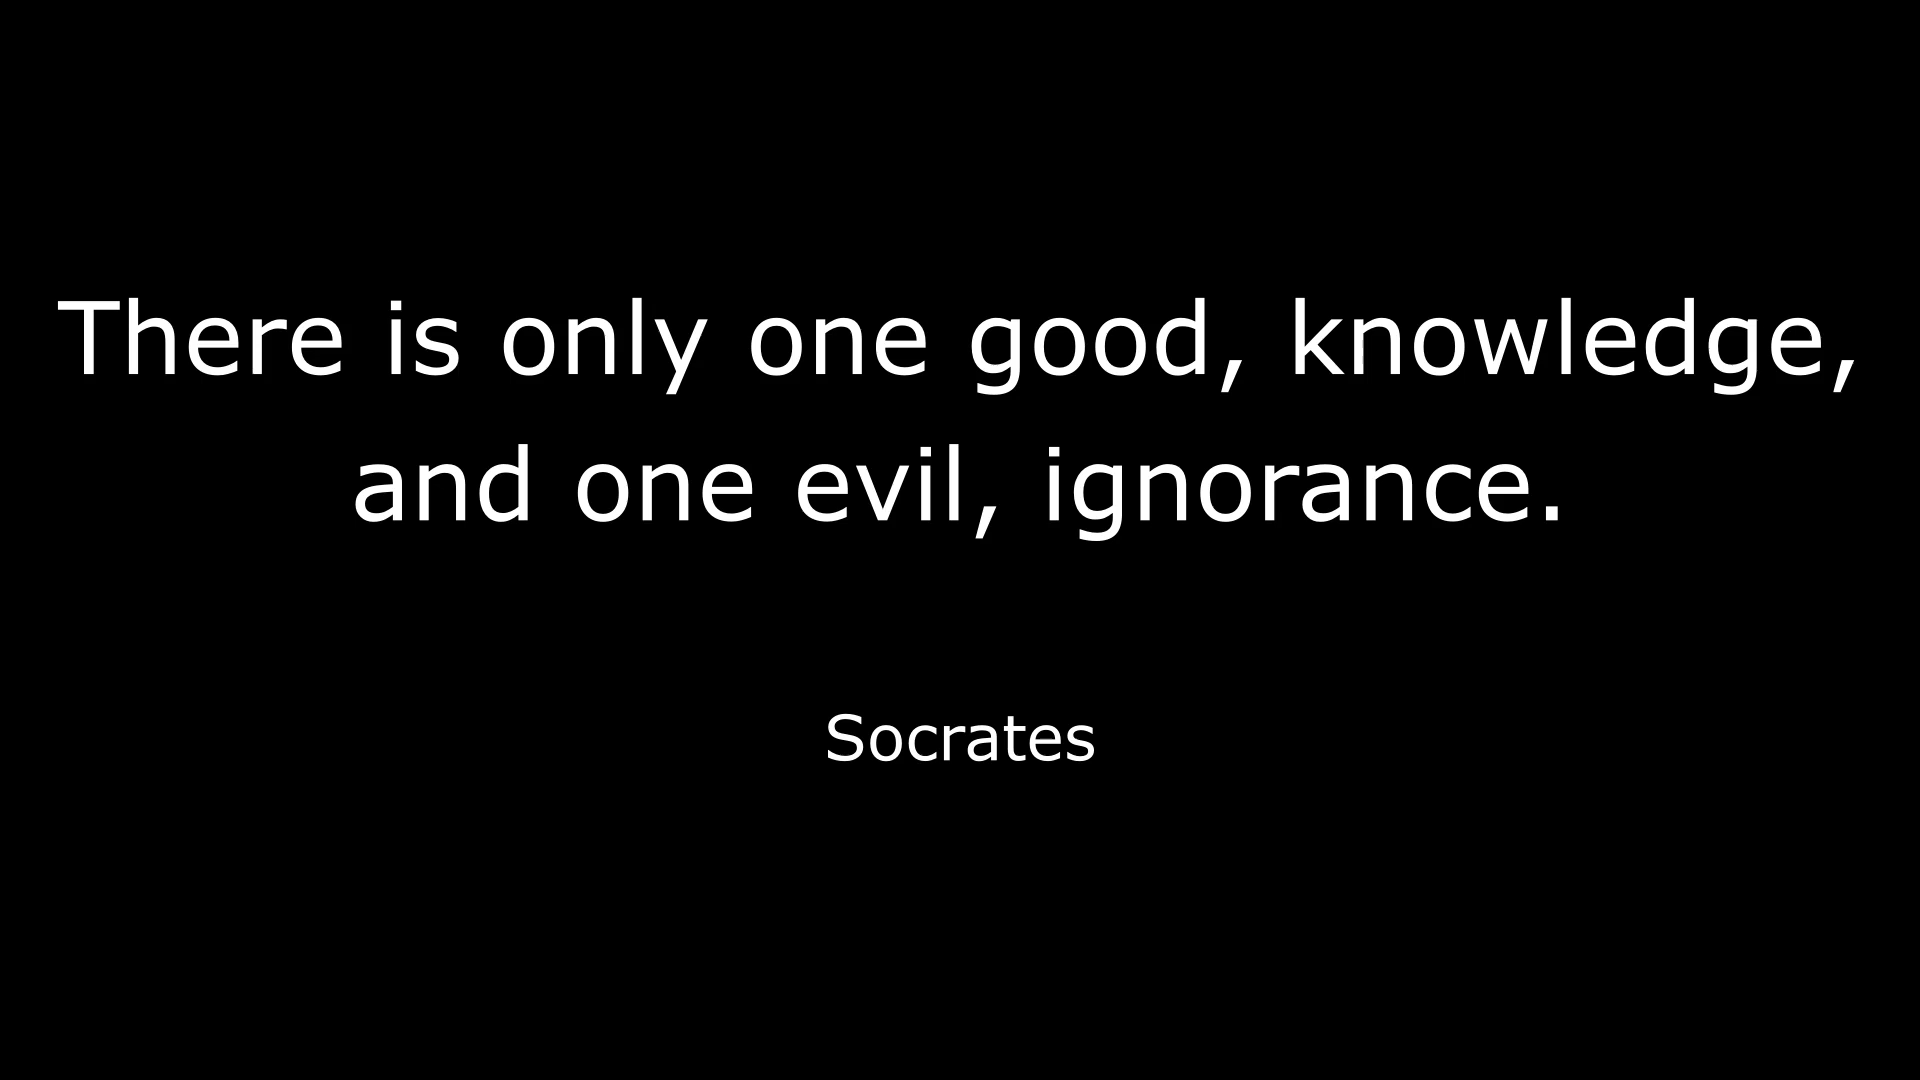 There is only one good, knowledge,
and one evil, ignorance.
Socrates